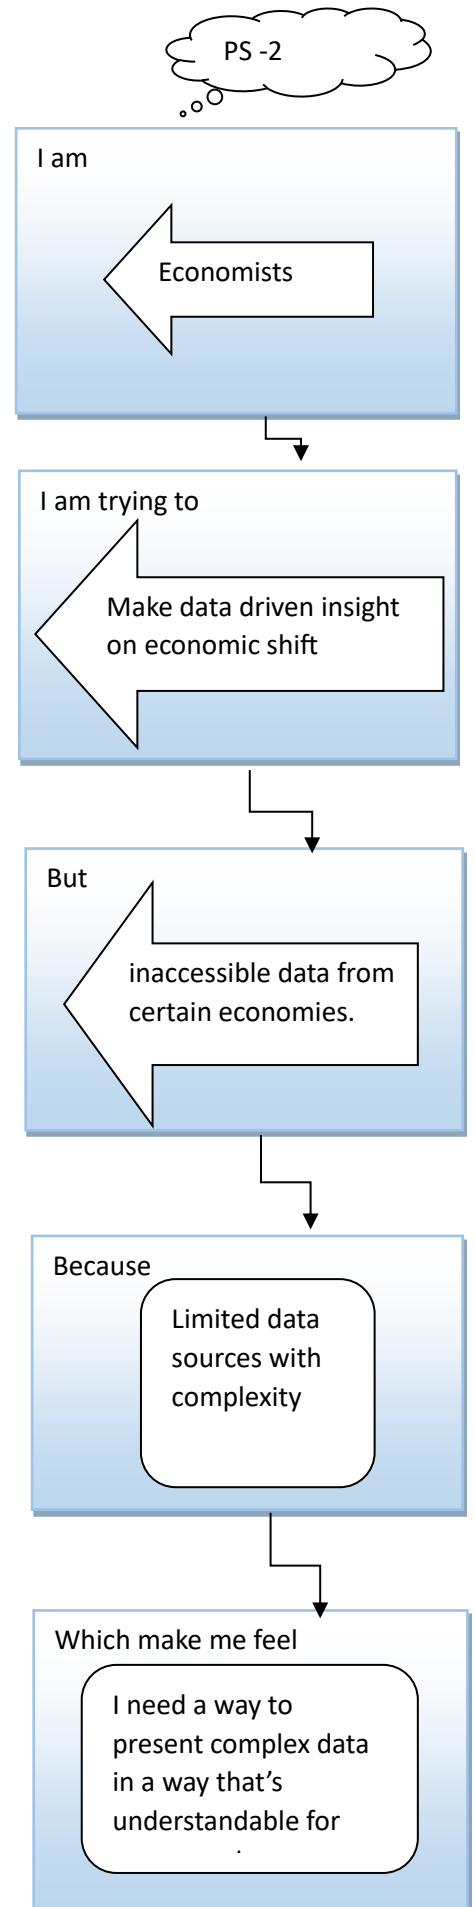 PS -2
I am
Economists
I am trying to
Make data driven insight
on economic shift
But
inaccessible data from
certain economies.
Because
Limited data
sources with
complexity
Which make me feel
I need a way to
present complex data
in a way that's
understandable for